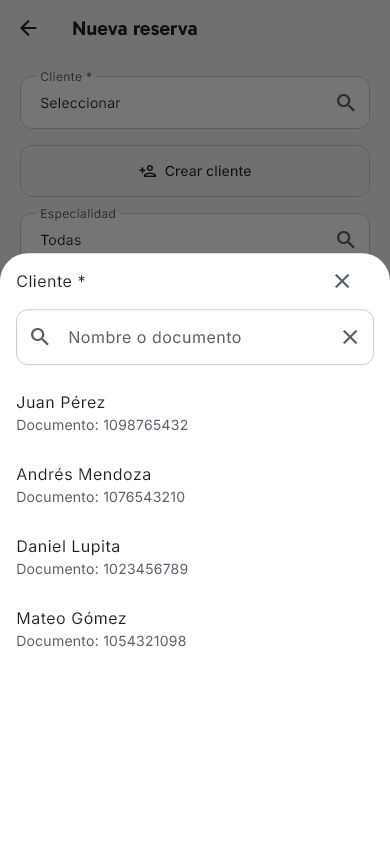 Nueva reserva
Cliente *
Seleccionar
Crear cliente
Especialidad
Todas
Cliente *
Nombre o documento
Juan Pérez
Documento: 1098765432
Andrés Mendoza
Documento: 1076543210
Daniel Lupita
Documento: 1023456789
Mateo Gómez
Documento: 1054321098